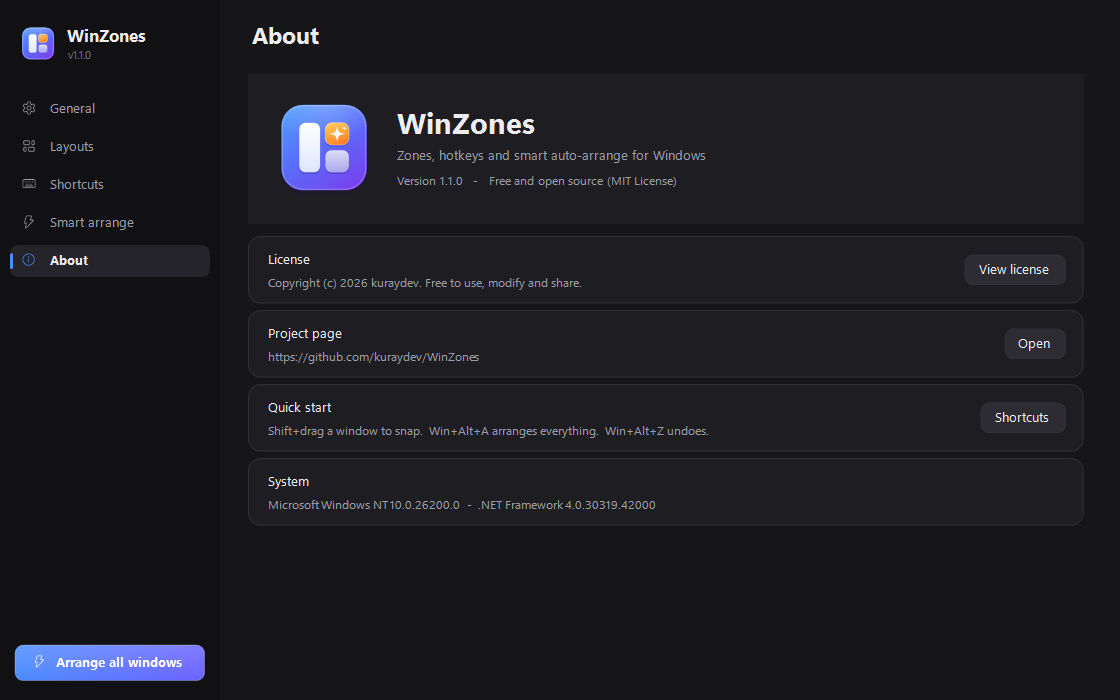 WinZones
v1.1.0
General
Layouts
Shortcuts
Smart arrange
About
Arrange all windows
About
WinZones
Zones, hotkeys and smart auto-arrange for Windows
Version 1.1.0 - Free and open source (MIT License)
License
Copyright (c) 2026 kuraydev. Free to use, modify and share.
View license
Project page
https://github.com/kuraydev/WinZones
Open
Quick start
Shift+drag a window to snap. Win+Alt+A arranges everything. Win+Alt+Z undoes.
Shortcuts
System
Microsoft Windows NT 10.0.26200.0 - .NET Framework 4.0.30319.42000